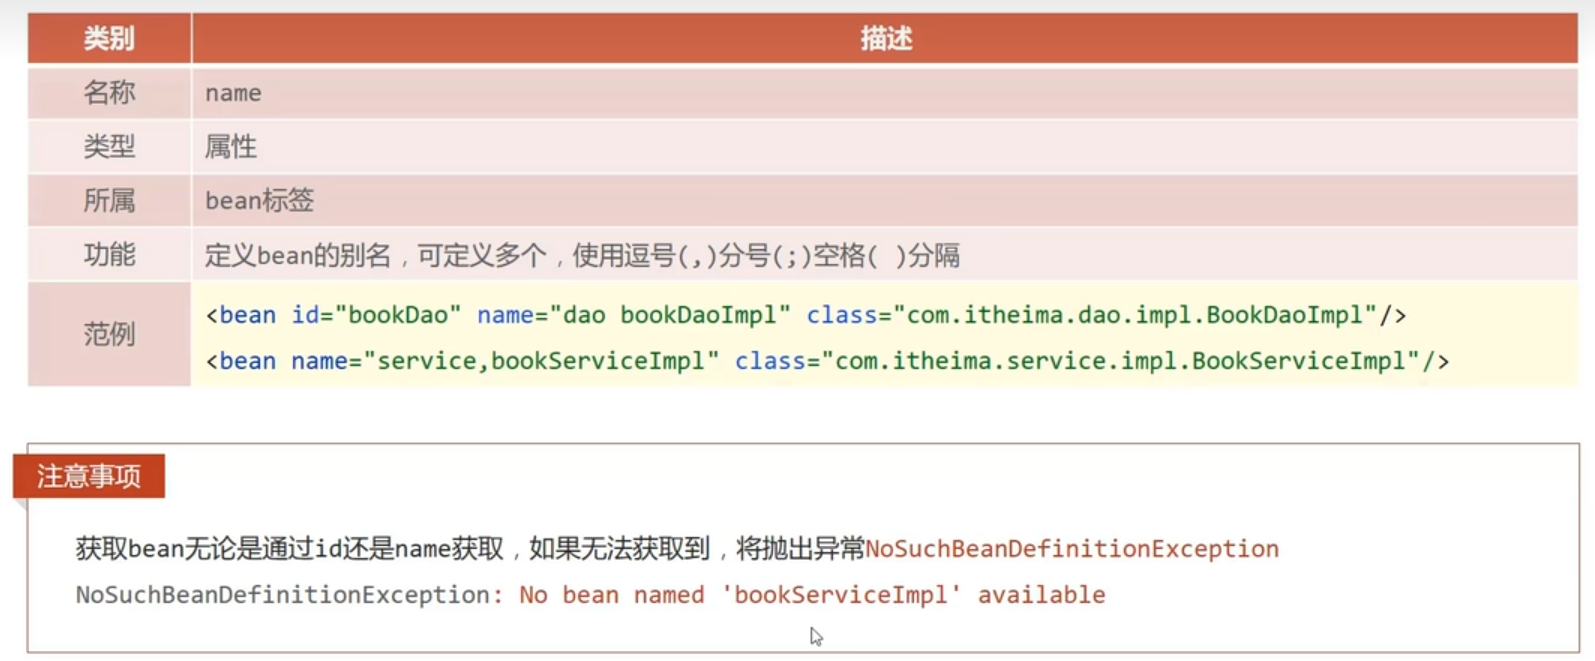 类别 描述
名称 name
类型 属性
所属 bean标签
功能 定义bean的别名，可定义多个，使用逗号(,)分号(;)空格( )分隔
范例
<bean id="bookDao" name="dao bookDaoImpl" class="com.itheima.dao.impl.BookDaoImpl"/>
<bean name="service,bookServiceImpl" class="com.itheima.service.impl.BookServiceImpl"/>
注意事项
获取bean无论是通过id还是name获取，如果无法获取到，将抛出异常NoSuchBeanDefinitionException
NoSuchBeanDefinitionException: No bean named 'bookServiceImpl' available